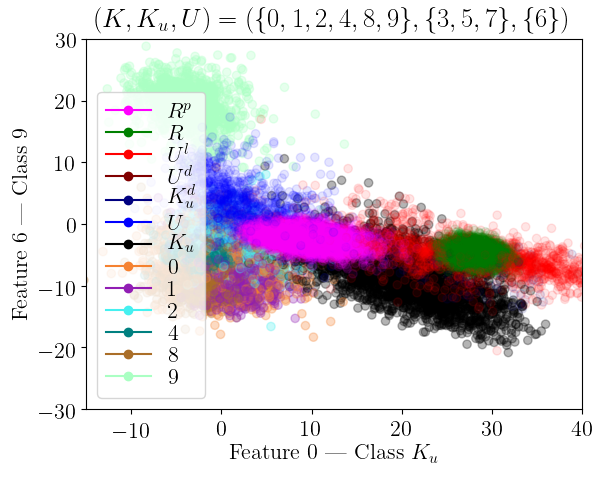 (K, K_u, U) = ({0, 1, 2, 4, 8, 9}, {3, 5, 7}, {6})
30
20
10
0
−10
−20
−30
Feature 6 — Class 9
R^p
R
U^l
U^d
K_u^d
U
K_u
0
1
2
4
8
9
−10
0
10
20
30
40
Feature 0 — Class K_u